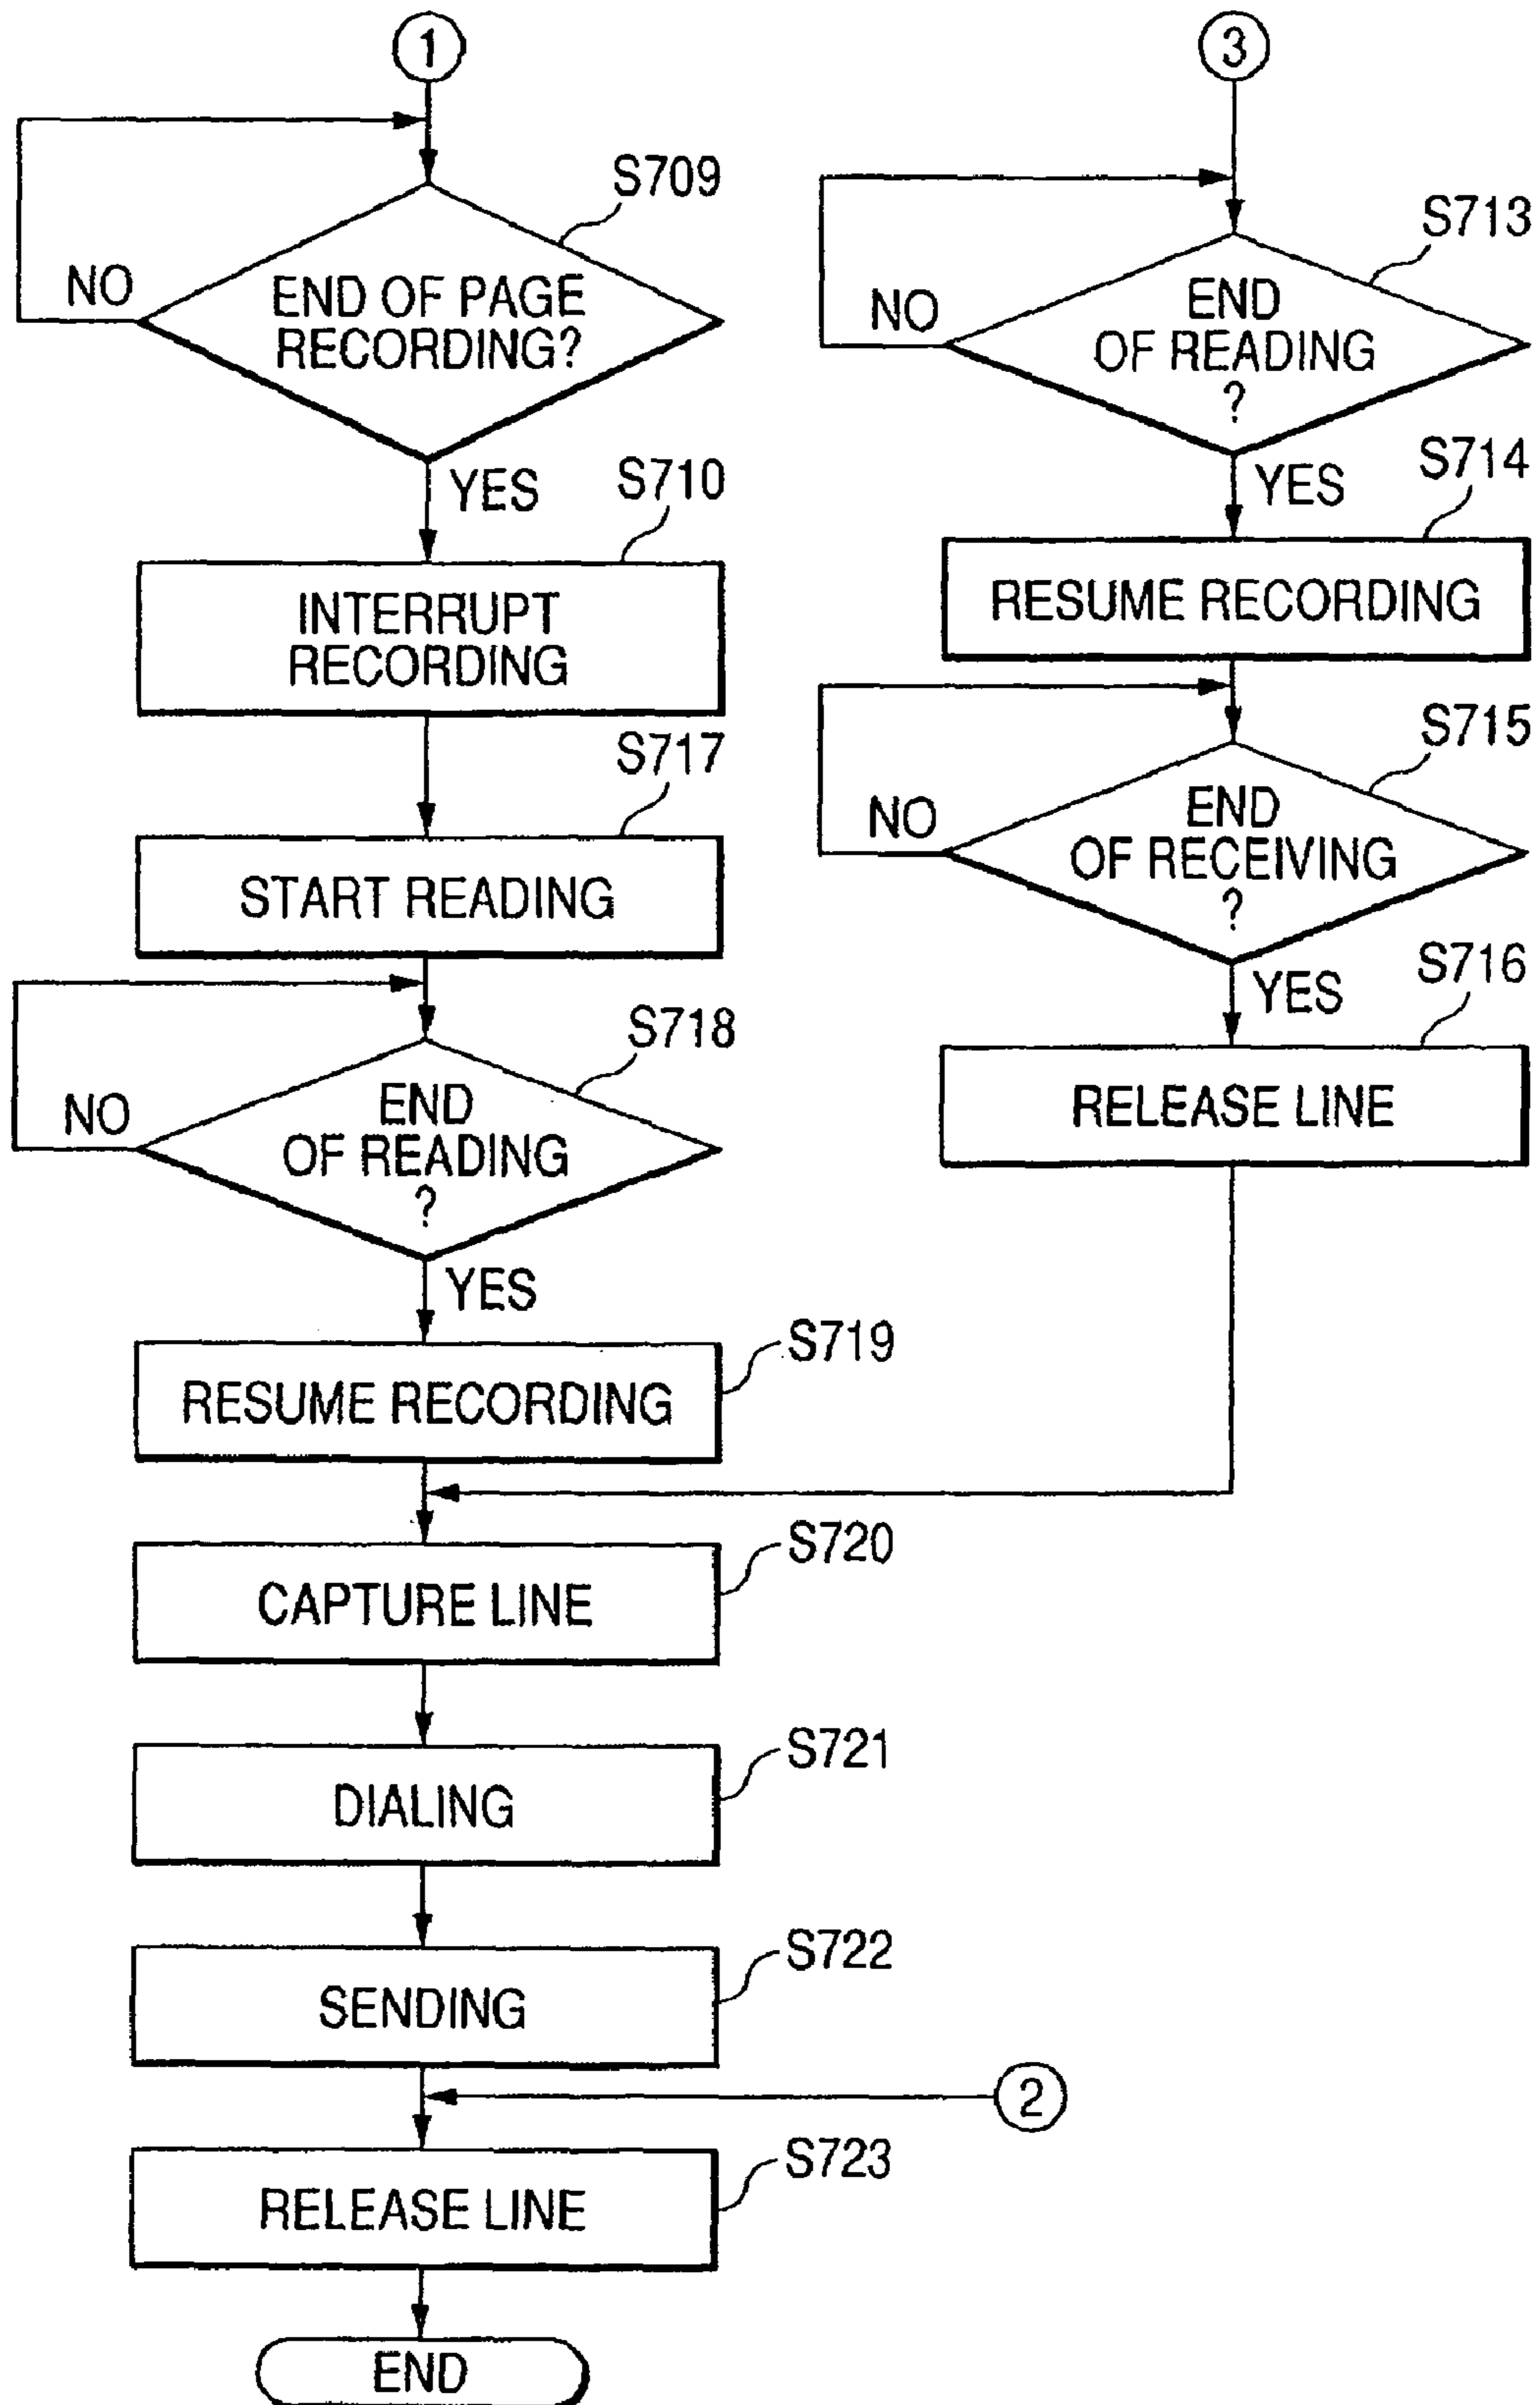 1
S709
NO
END OF PAGE
RECORDING?
YES
S710
INTERRUPT
RECORDING
S717
START READING
S718
NO
END
OF READING
?
YES
S719
RESUME RECORDING
S720
CAPTURE LINE
S721
DIALING
S722
SENDING
2
S723
RELEASE LINE
END
3
S713
NO
END
OF READING
?
YES
S714
RESUME RECORDING
S715
NO
END
OF RECEIVING
?
YES
S716
RELEASE LINE